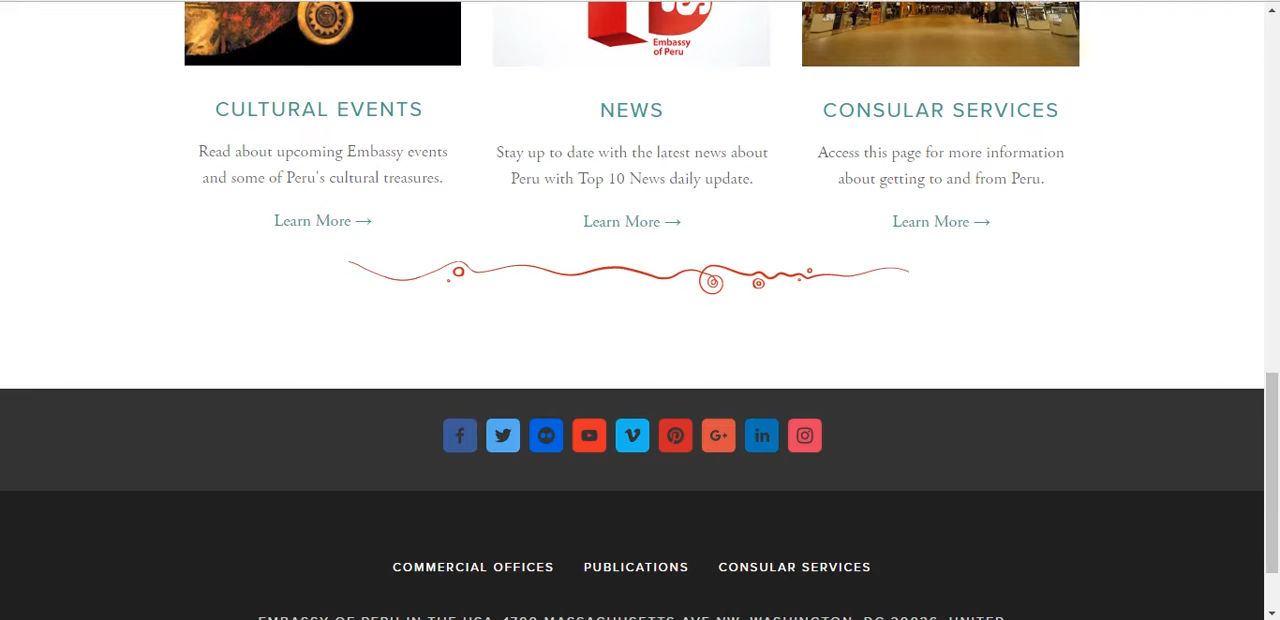 Embassy
of Peru
CULTURAL EVENTS
Read about upcoming Embassy events
and some of Peru's cultural treasures.
Learn More →
NEWS
Stay up to date with the latest news about
Peru with Top 10 News daily update.
Learn More →
CONSULAR SERVICES
Access this page for more information
about getting to and from Peru.
Learn More →
COMMERCIAL OFFICES PUBLICATIONS CONSULAR SERVICES
EMBASSY OF PERU IN THE USA, 1700 MASSACHUSETTS AVE NW, WASHINGTON, DC 20036, UNITED